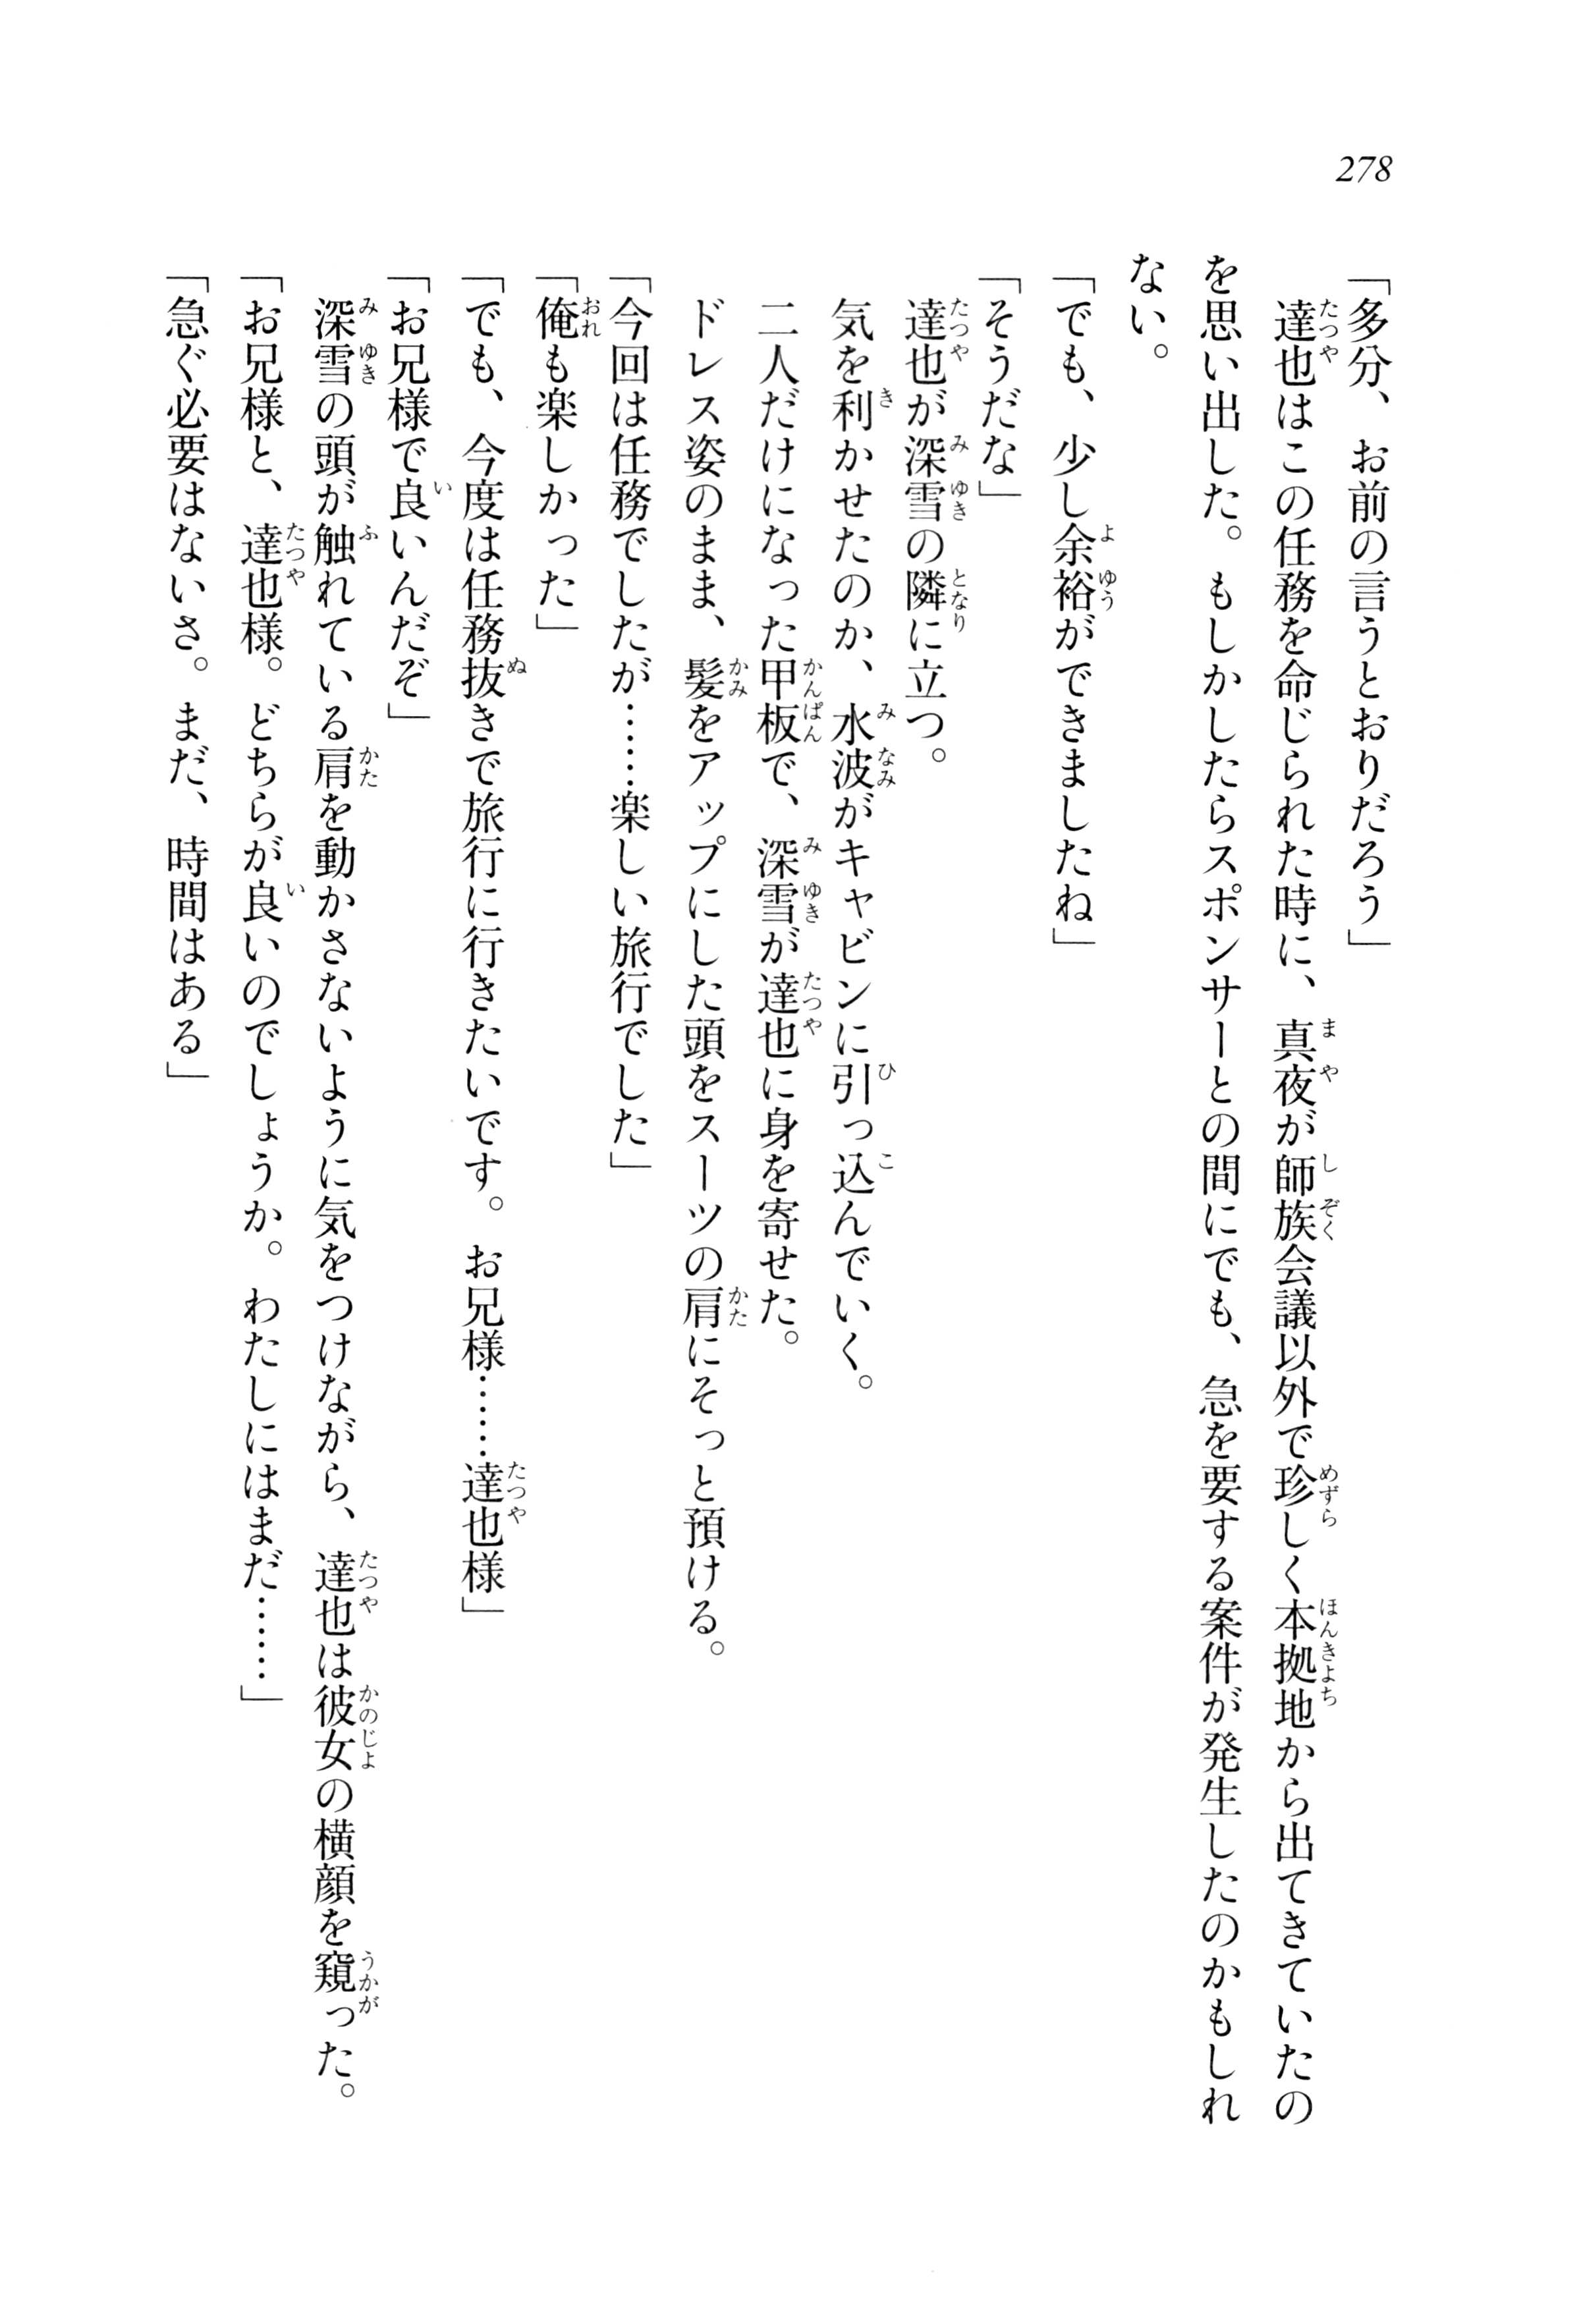 278
「多分、お前の言うとおりだろう」
達也はこの任務を命じられた時に、真夜が師族会議以外で珍しく本拠地から出てきていたの
を思い出した。もしかしたらスポンサーとの間にでも、急を要する案件が発生したのかもしれ
ない。
「でも、少し余裕ができましたね」
「そうだな」
達也が深雪の隣に立つ。
気を利かせたのか、水波がキャビンに引っ込んでいく。
二人だけになった甲板で、深雪が達也に身を寄せた。
ドレス姿のまま、髪をアップにした頭をスーツの肩にそっと預ける。
「今回は任務でしたが……楽しい旅行でした」
「俺も楽しかった」
「でも、今度は任務抜きで旅行に行きたいです。お兄様……達也様」
「お兄様で良いんだぞ」
深雪の頭が触れている肩を動かさないように気をつけながら、達也は彼女の横顔を窺った。
「お兄様と、達也様。どちらが良いのでしょうか。わたしにはまだ……」
「急ぐ必要はないさ。まだ、時間はある」